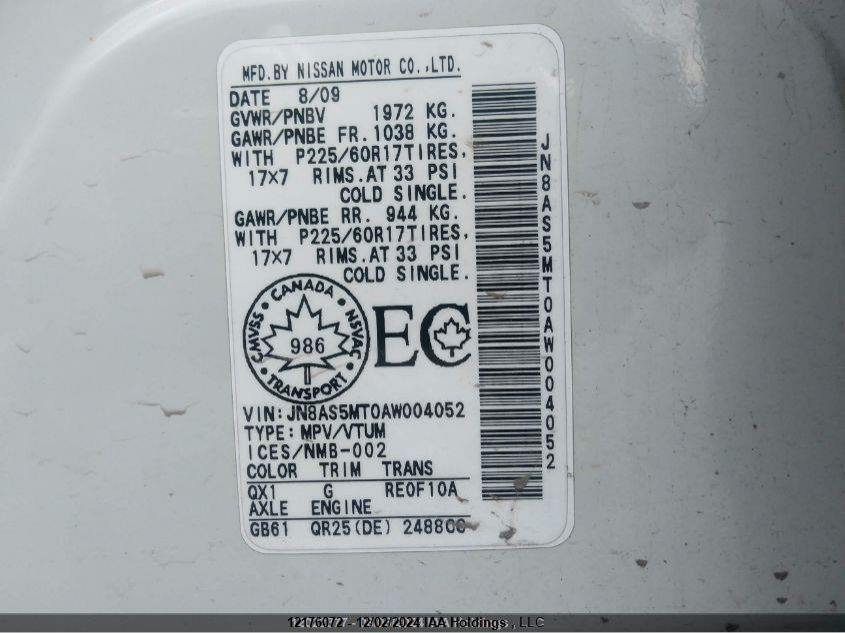 MFD.BY NISSAN MOTOR CO.,LTD.
DATE 8/09
GVWR/PNBV 1972 KG.
GAWR/PNBE FR. 1038 KG.
WITH P225/60R17TIRES,
17X7 RIMS.AT 33 PSI
COLD SINGLE.
GAWR/PNBE RR. 944 KG.
WITH P225/60R17TIRES,
17X7 RIMS.AT 33 PSI
COLD SINGLE.
CANADA
CMVSS 986 NSVAC
TRANSPORT
EC
VIN:JN8AS5MT0AW004052
TYPE:MPV/VTUM
ICES/NMB-002
COLOR TRIM TRANS
QX1 G RE0F10A
AXLE ENGINE
GB61 QR25(DE) 2488CC
JN8AS5MT0AW004052
12176072 - 12/02/2024 IAA Holdings, LLC